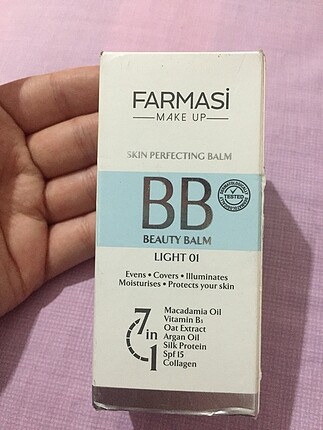 FARMASİ
MAKE UP
SKIN PERFECTING BALM
BB
TESTED
BEAUTY BALM
LIGHT 01
Evens • Covers • Illuminates
Moisturises • Protects your skin
7 in 1
Macadamia Oil
Vitamin B₅
Oat Extract
Argan Oil
Silk Protein
Spf 15
Collagen